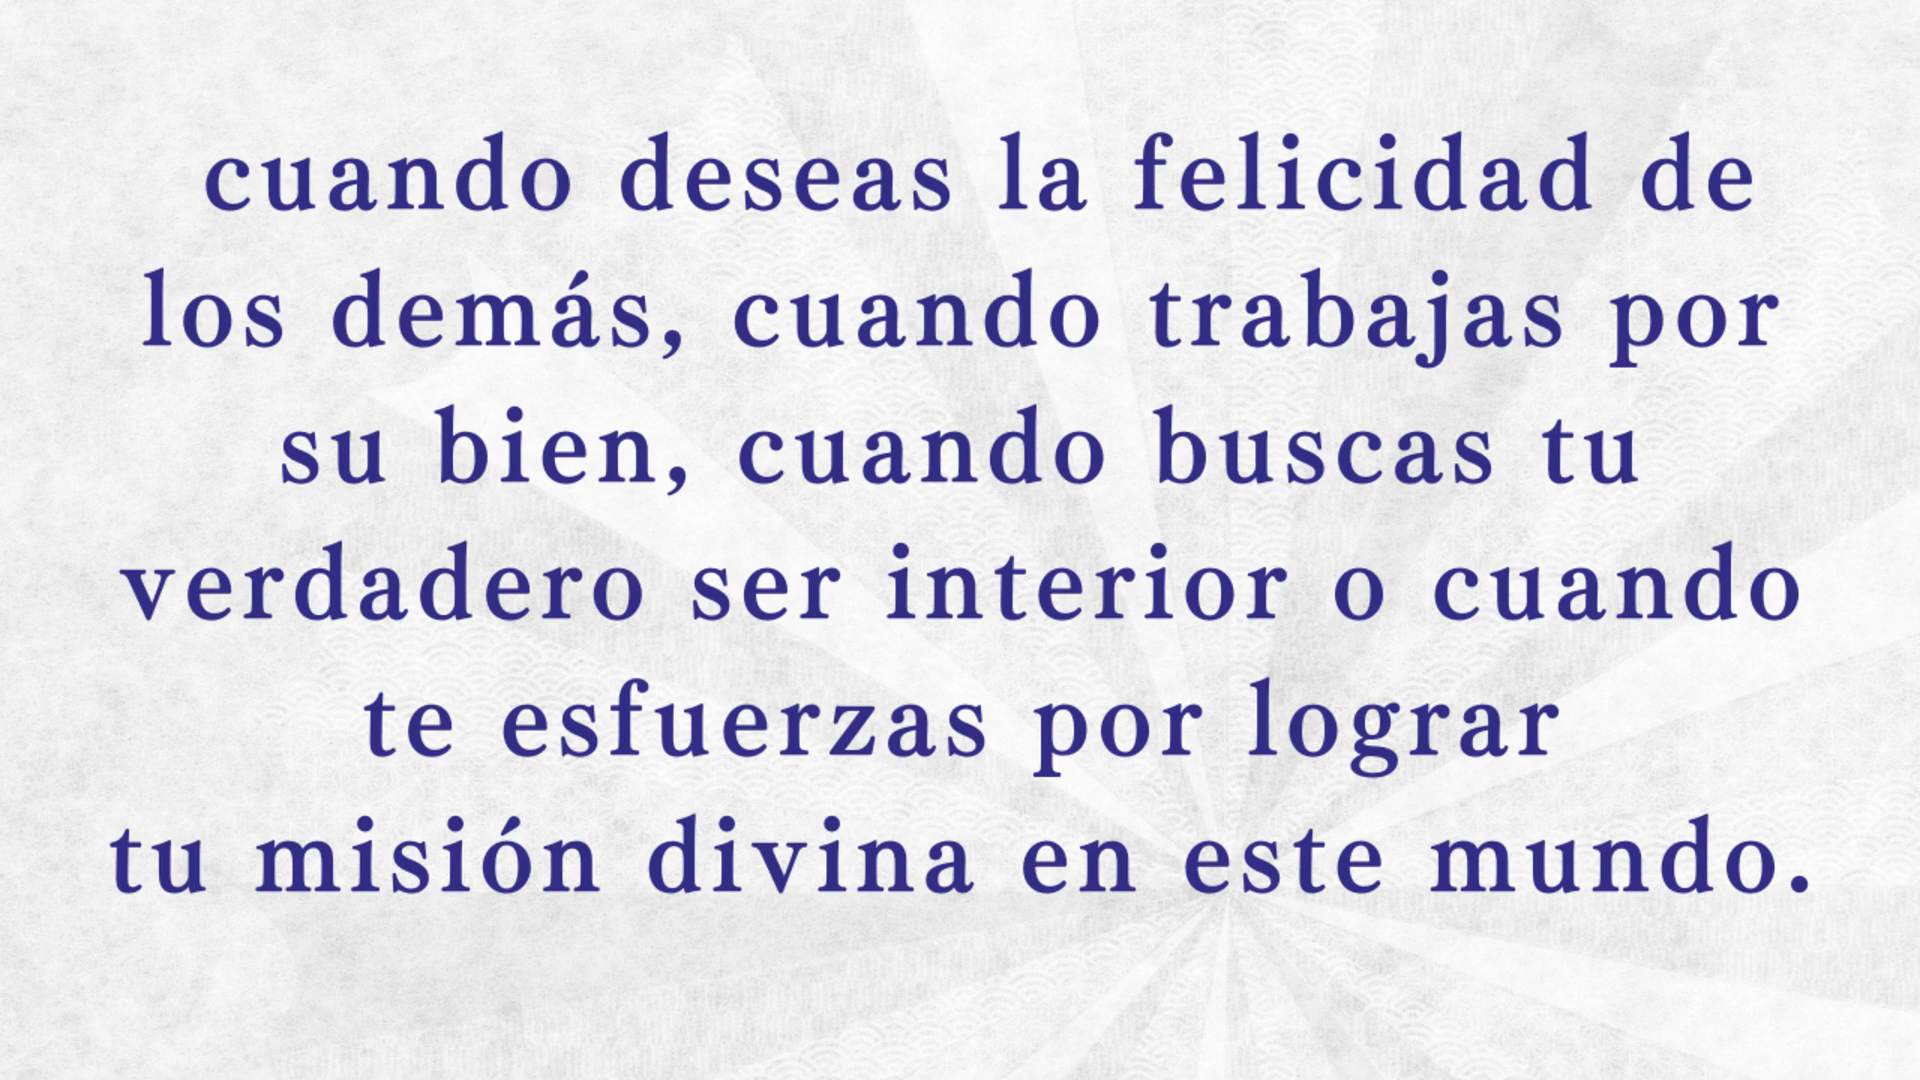 cuando deseas la felicidad de
los demás, cuando trabajas por
su bien, cuando buscas tu
verdadero ser interior o cuando
te esfuerzas por lograr
tu misión divina en este mundo.